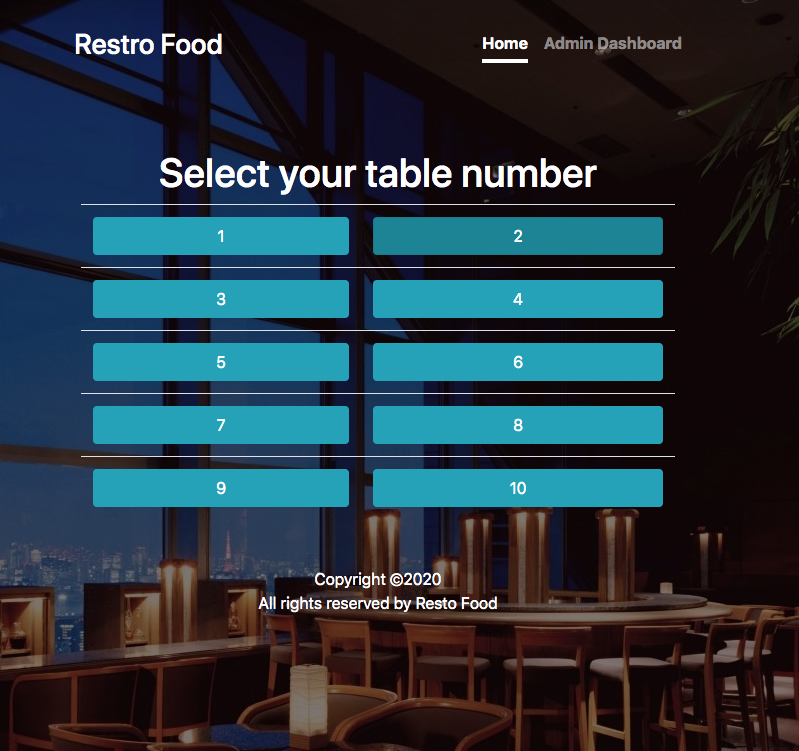 Restro Food
Home Admin Dashboard
Select your table number
1 2
3 4
5 6
7 8
9 10
Copyright ©2020
All rights reserved by Resto Food